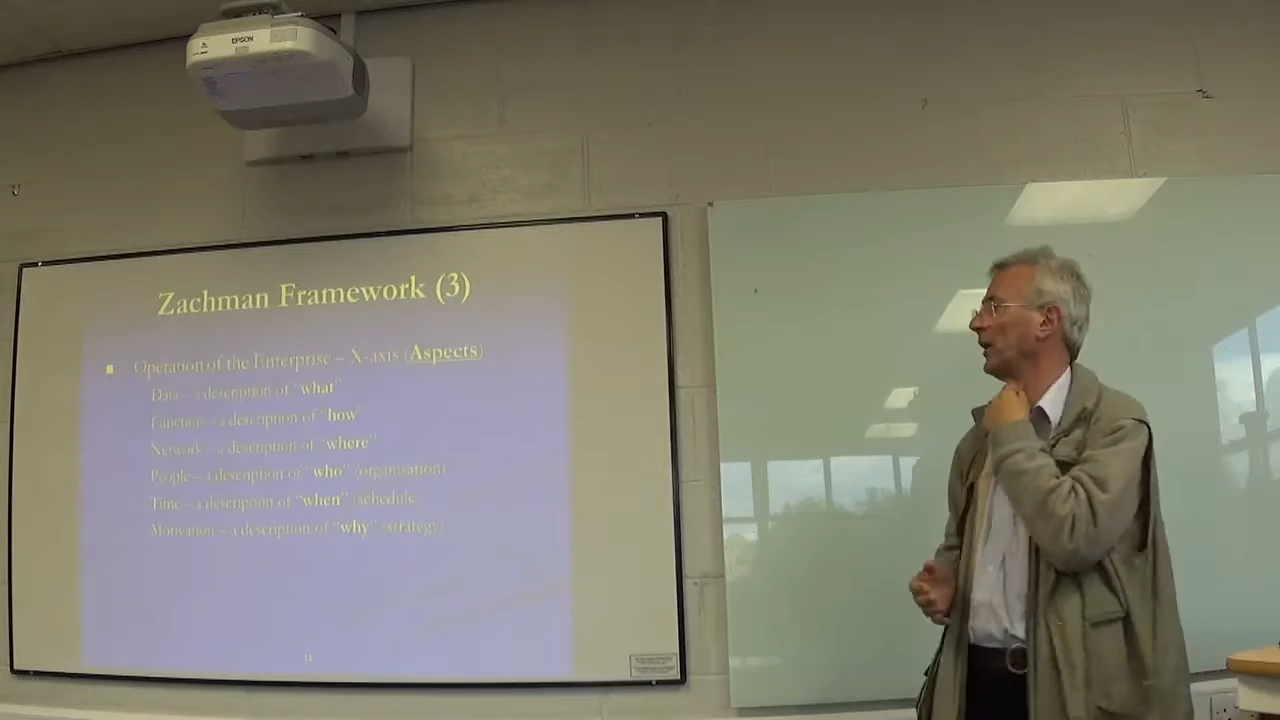 EPSON
Zachman Framework (3)
Operation of the Enterprise – X-axis (Aspects)
Data – a description of "what"
Function – a description of "how"
Network – a description of "where"
People – a description of "who" (organisation)
Time – a description of "when" (schedule)
Motivation – a description of "why" (strategy)